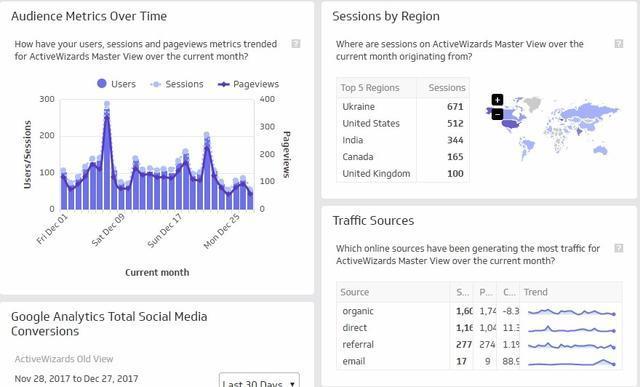 Audience Metrics Over Time
How have your users, sessions and pageviews metrics trended
for ActiveWizards Master View over the current month?
?
Users Sessions Pageviews
300 400
200 300
200
100
100
0 0
Users/Sessions
Pageviews
Fri Dec 01 Sat Dec 09 Sun Dec 17 Mon Dec 25
Current month
Google Analytics Total Social Media
Conversions
ActiveWizards Old View
Nov 28, 2017 to Dec 27, 2017
Last 30 Days ▾
Sessions by Region
Where are sessions on ActiveWizards Master View over the
current month originating from?
?
Top 5 Regions Sessions
Ukraine 671
United States 512
India 344
Canada 165
United Kingdom 100
+
−
Traffic Sources
Which online sources have been generating the most traffic for
ActiveWizards Master View over the current month?
?
Source S... P... C... Trend
organic 1,60 1,74 -8.3
direct 1,16 1,04 11.3
referral 277 274 1.1%
email 17 9 88.9